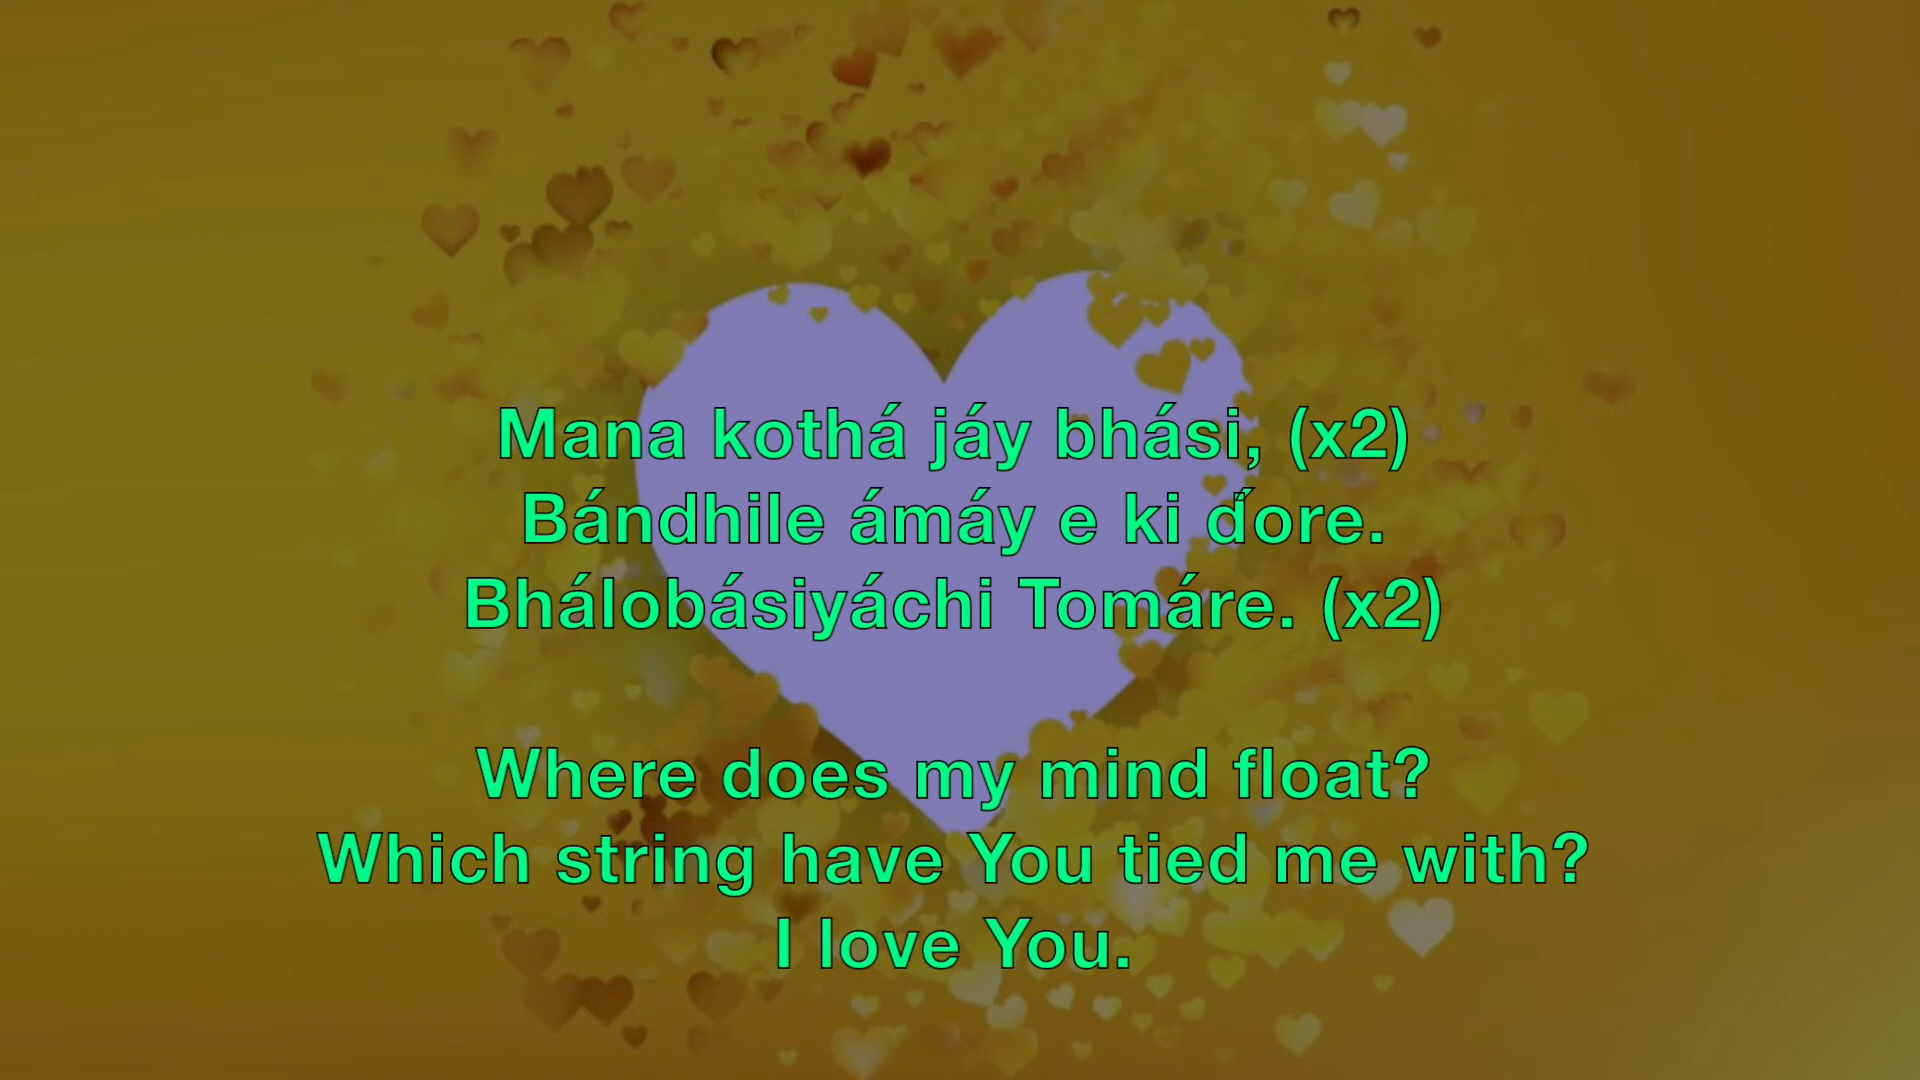 Mana kothá jáy bhási, (x2)
Bándhile ámáy e ki d́ore.
Bhálobásiyáchi Tomáre. (x2)
Where does my mind float?
Which string have You tied me with?
I love You.